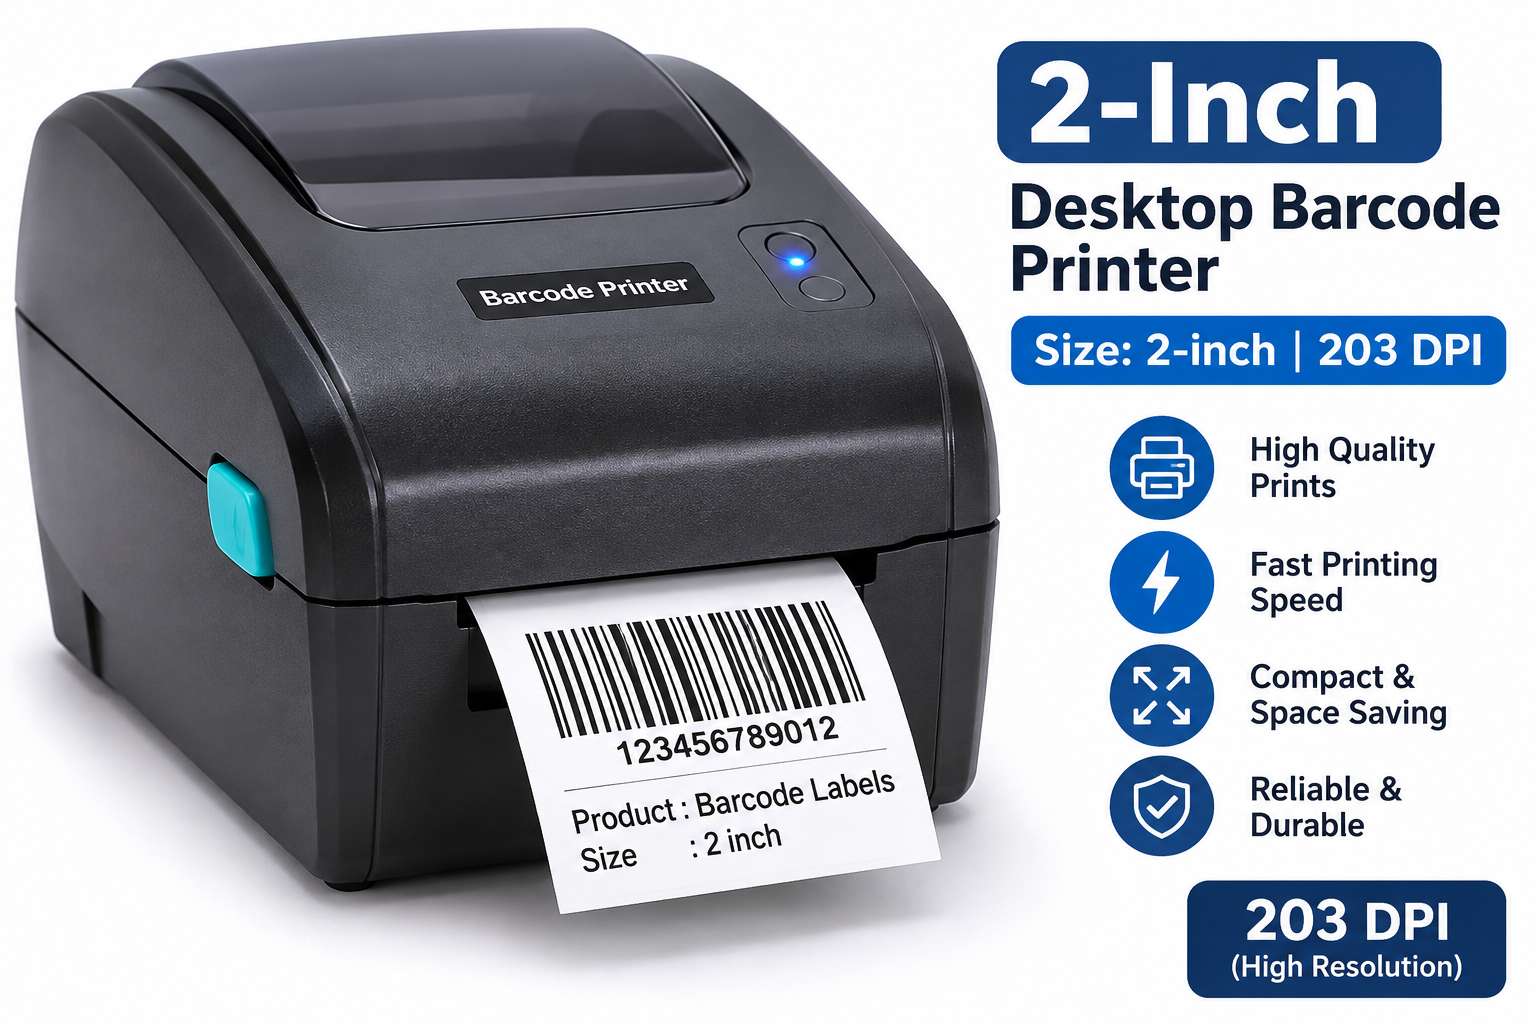 2-Inch
Desktop Barcode
Printer
Size: 2-inch | 203 DPI
High Quality
Prints
Fast Printing
Speed
Compact &
Space Saving
Reliable &
Durable
203 DPI
(High Resolution)
Barcode Printer
123456789012
Product : Barcode Labels
Size : 2 inch